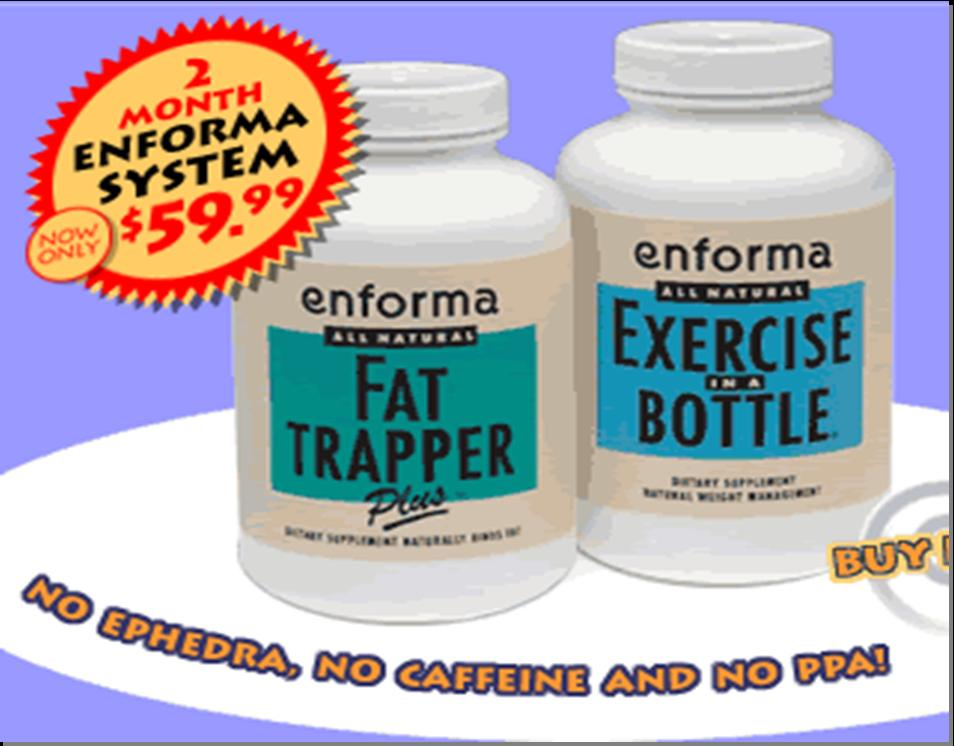 2
MONTH
ENFORMA
SYSTEM
$59.99
NOW
ONLY
enforma
ALL NATURAL
FAT
TRAPPER
Plus
DIETARY SUPPLEMENT NATURALLY BINDS FAT
enforma
ALL NATURAL
EXERCISE
IN A
BOTTLE
DIETARY SUPPLEMENT
NATURAL WEIGHT MANAGEMENT
BUY
NO EPHEDRA, NO CAFFEINE AND NO PPA!